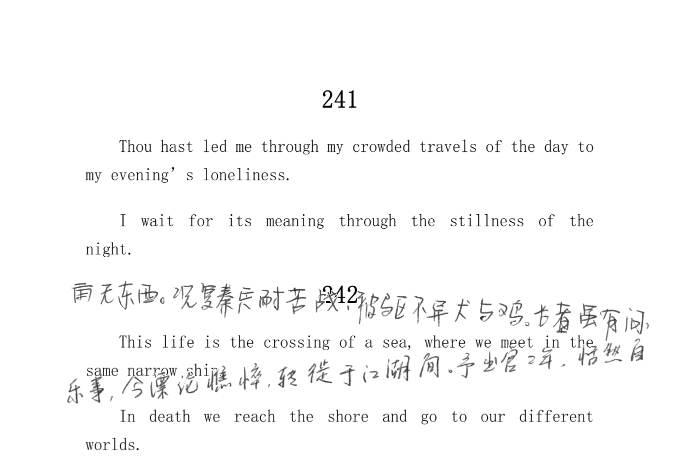 241
Thou hast led me through my crowded travels of the day to
my evening's loneliness.
I wait for its meaning through the stillness of the
night.
亩无东西。况复秦兵耐苦战,被驱不异犬与鸡。长者虽有问
242
This life is the crossing of a sea, where we meet in the
same narrow ship.
乐事,今漂沦憔悴,转徙于江湖间。予出官二年,恬然自
In death we reach the shore and go to our different
worlds.